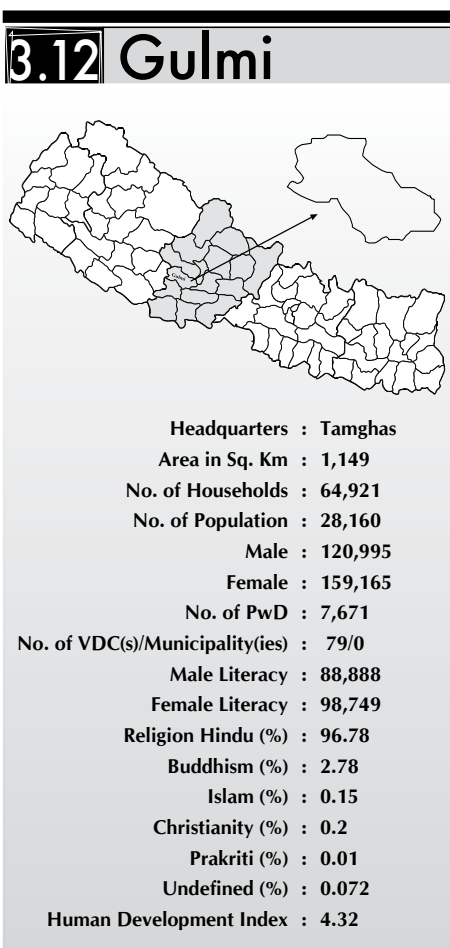 3.12 Gulmi
Gulmi
Headquarters : Tamghas
Area in Sq. Km : 1,149
No. of Households : 64,921
No. of Population : 28,160
Male : 120,995
Female : 159,165
No. of PwD : 7,671
No. of VDC(s)/Municipality(ies) : 79/0
Male Literacy : 88,888
Female Literacy : 98,749
Religion Hindu (%) : 96.78
Buddhism (%) : 2.78
Islam (%) : 0.15
Christianity (%) : 0.2
Prakriti (%) : 0.01
Undefined (%) : 0.072
Human Development Index : 4.32